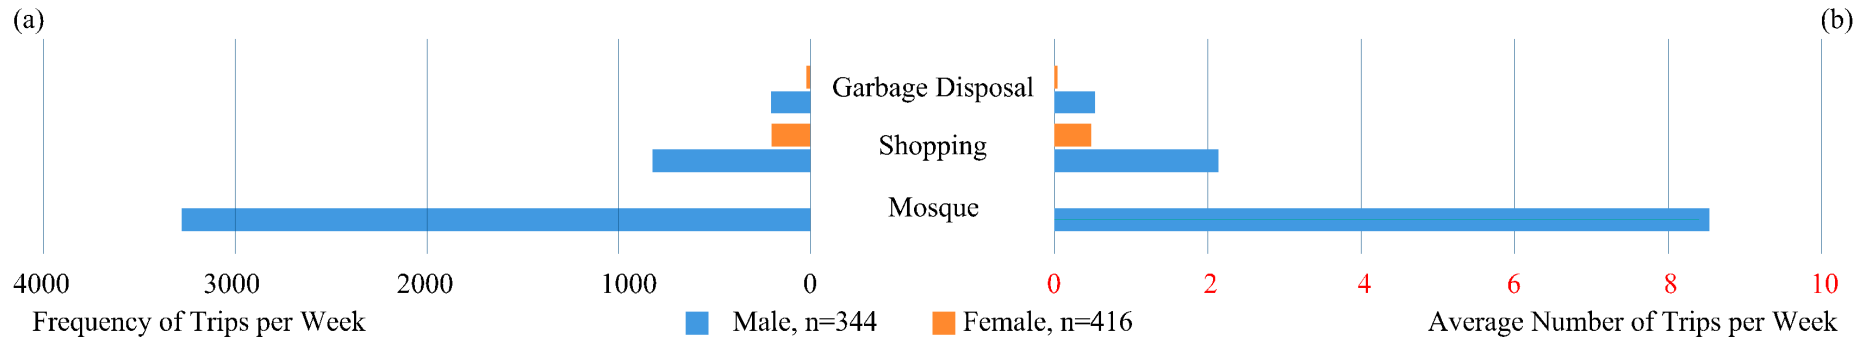 (a) (b)
Garbage Disposal
Shopping
Mosque
4000 3000 2000 1000 0 0 2 4 6 8 10
Frequency of Trips per Week Male, n=344 Female, n=416 Average Number of Trips per Week